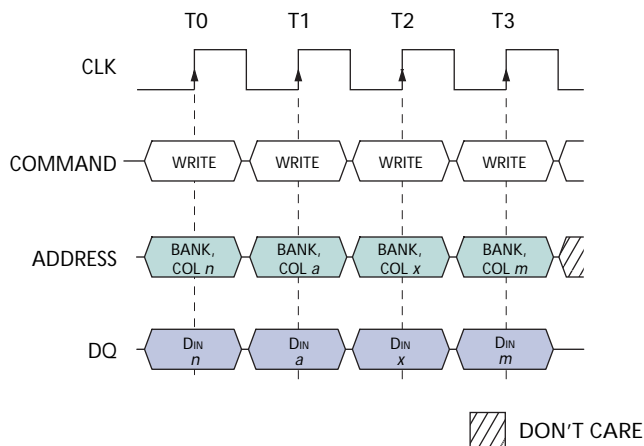 T0 T1 T2 T3
CLK
COMMAND WRITE WRITE WRITE WRITE
ADDRESS
BANK, BANK, BANK, BANK,
COL n COL a COL x COL m
DQ
DIN DIN DIN DIN
n a x m
DON'T CARE